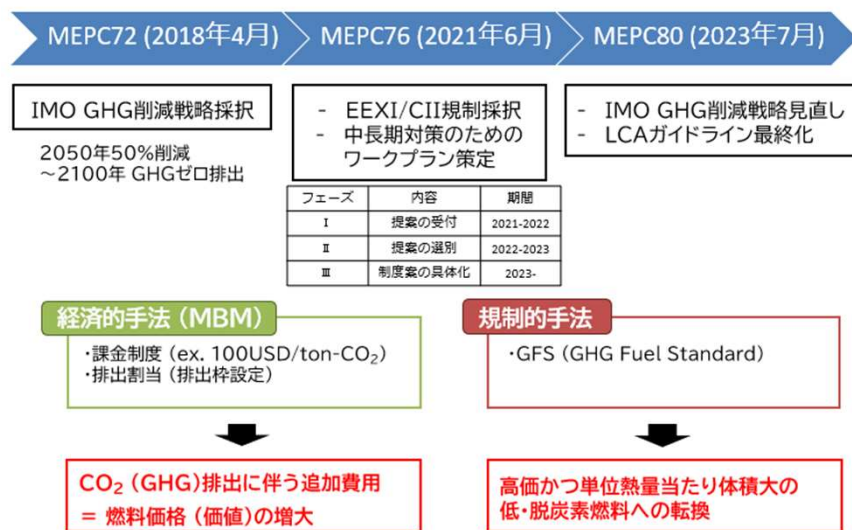 MEPC72 (2018年4月)
MEPC76 (2021年6月)
MEPC80 (2023年7月)
IMO GHG削減戦略採択
2050年50%削減
～2100年 GHGゼロ排出
- EEXI/CII規制採択
- 中長期対策のための
ワークプラン策定
- IMO GHG削減戦略見直し
- LCAガイドライン最終化
フェーズ 内容 期間
Ⅰ 提案の受付 2021-2022
Ⅱ 提案の選別 2022-2023
Ⅲ 制度案の具体化 2023-
経済的手法 (MBM)
・課金制度 (ex. 100USD/ton-CO₂)
・排出割当 (排出枠設定)
CO₂ (GHG)排出に伴う追加費用
= 燃料価格 (価値)の増大
規制的手法
・GFS (GHG Fuel Standard)
高価かつ単位熱量当たり体積大の
低・脱炭素燃料への転換